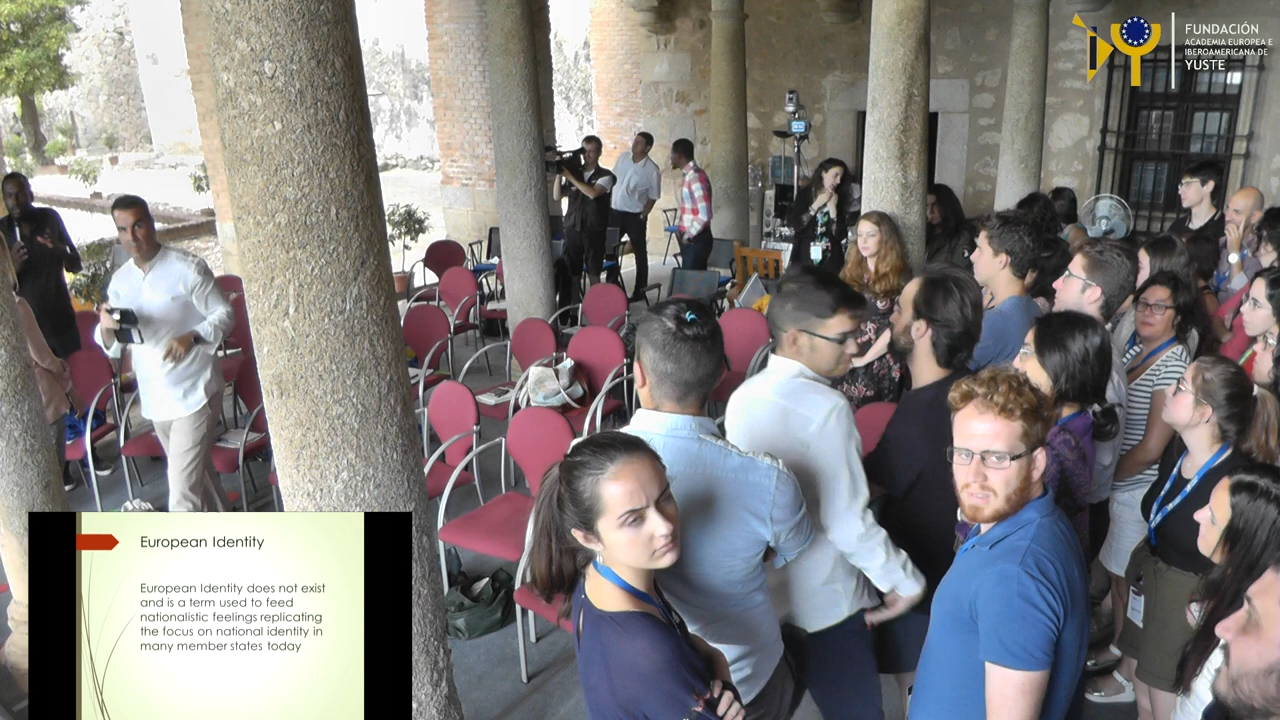 FUNDACIÓN
ACADEMIA EUROPEA E
IBEROAMERICANA DE
YUSTE
European Identity
European Identity does not exist
and is a term used to feed
nationalistic feelings replicating
the focus on national identity in
many member states today